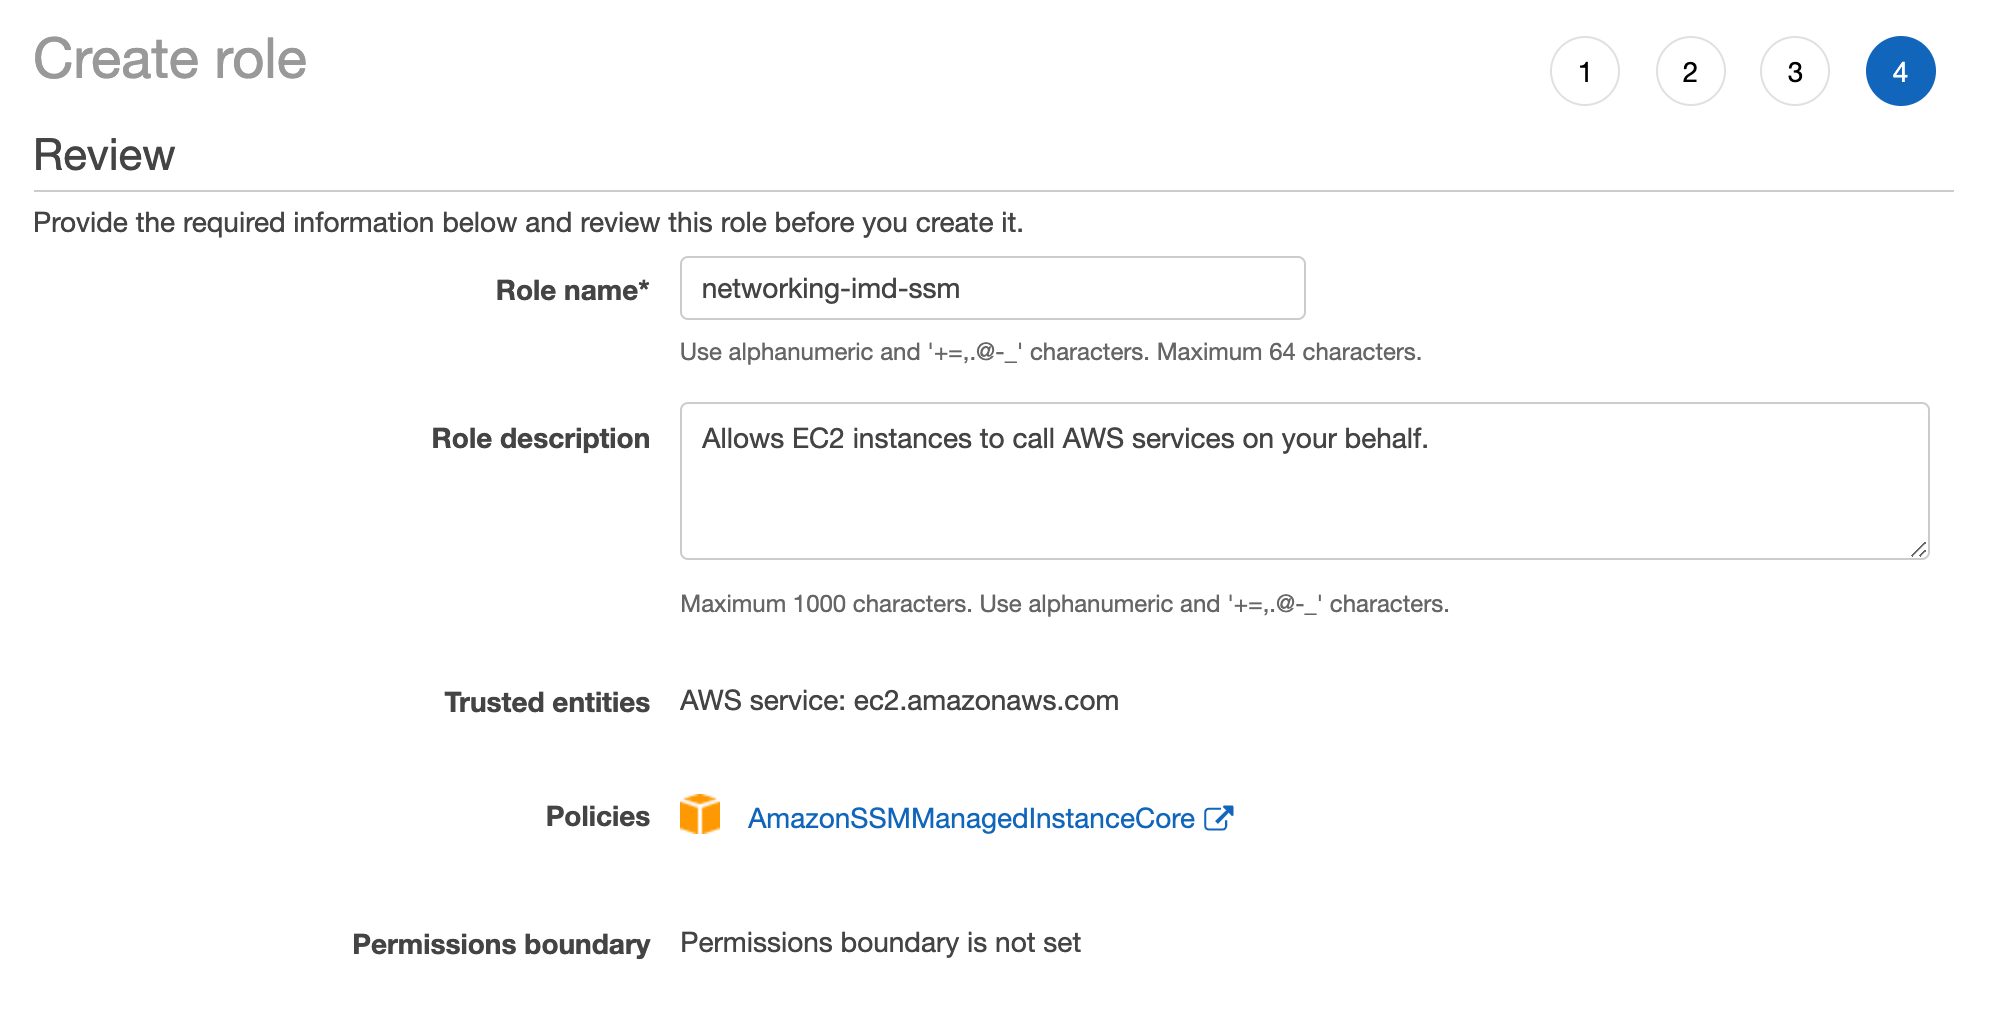 Create role
1 2 3 4
Review
Provide the required information below and review this role before you create it.
Role name* networking-imd-ssm
Use alphanumeric and '+=,.@-_' characters. Maximum 64 characters.
Role description Allows EC2 instances to call AWS services on your behalf.
Maximum 1000 characters. Use alphanumeric and '+=,.@-_' characters.
Trusted entities AWS service: ec2.amazonaws.com
Policies AmazonSSMManagedInstanceCore
Permissions boundary Permissions boundary is not set